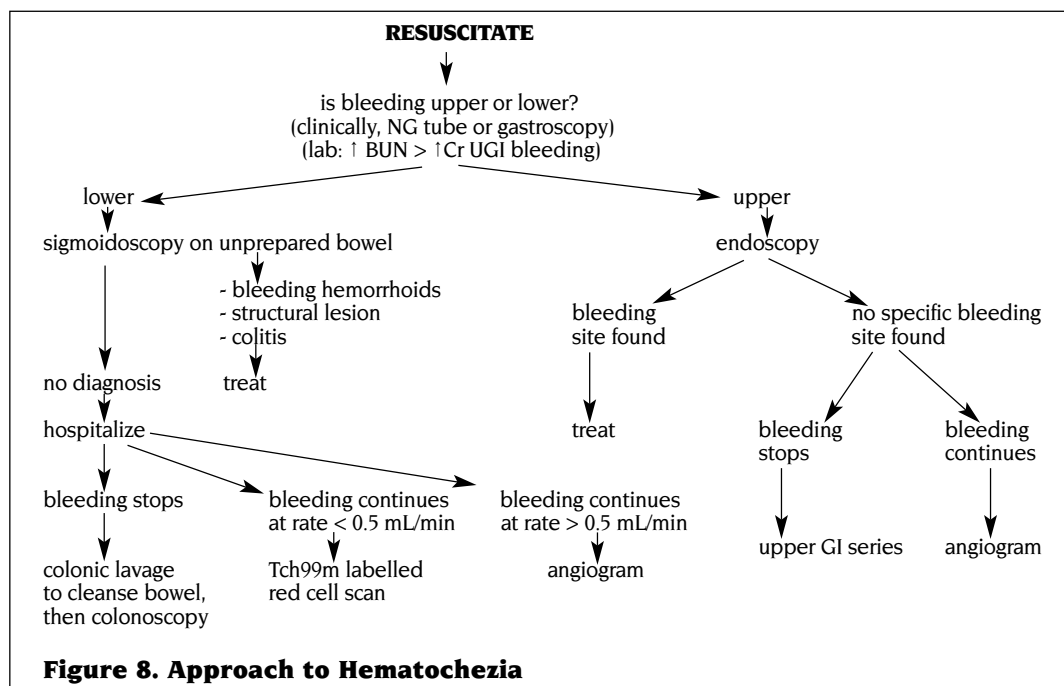 RESUSCITATE
is bleeding upper or lower?
(clinically, NG tube or gastroscopy)
(lab: ↑ BUN > ↑Cr UGI bleeding)
lower
upper
sigmoidoscopy on unprepared bowel
endoscopy
- bleeding hemorrhoids
- structural lesion
- colitis
bleeding
site found
no specific bleeding
site found
no diagnosis
treat
hospitalize
treat
bleeding
stops
bleeding
continues
bleeding stops
bleeding continues
at rate < 0.5 mL/min
bleeding continues
at rate > 0.5 mL/min
upper GI series
angiogram
colonic lavage
to cleanse bowel,
then colonoscopy
Tch99m labelled
red cell scan
angiogram
Figure 8. Approach to Hematochezia